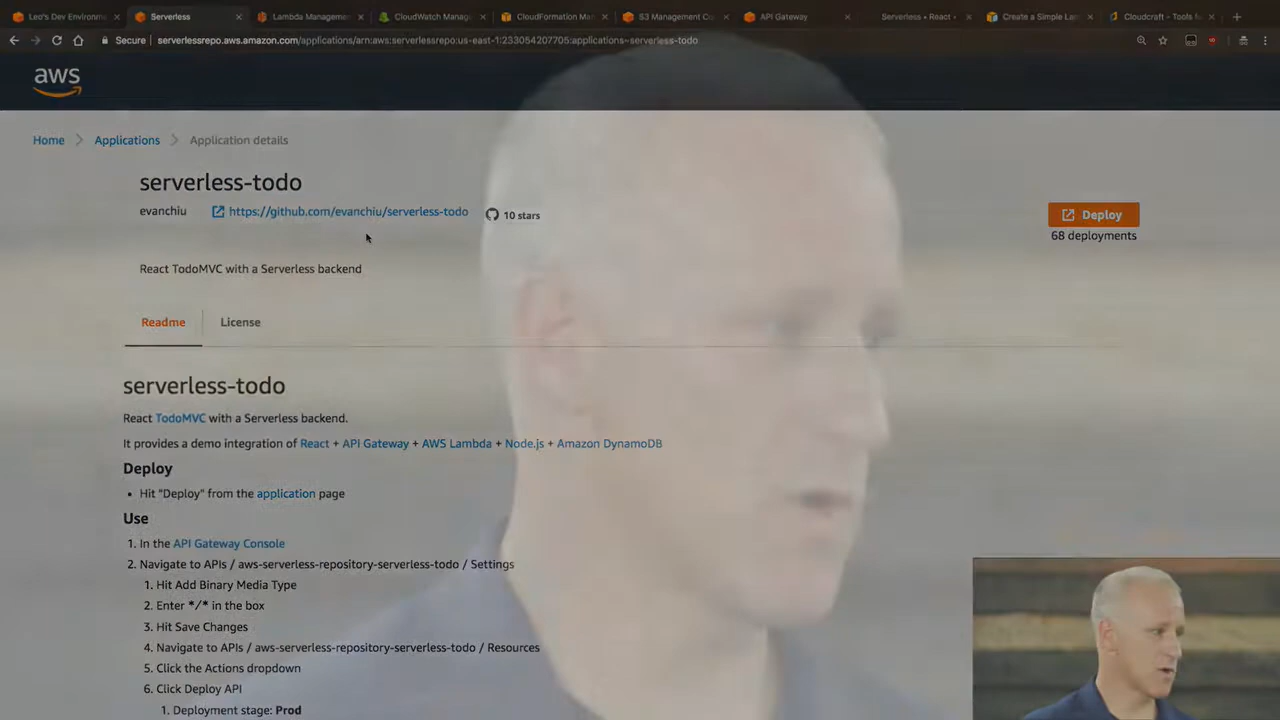 Leo's Dev Environm
Serverless
Lambda Managemen
CloudWatch Manag
CloudFormation Ma
S3 Management Co
API Gateway
Serverless + React +
Create a Simple Lam
Cloudcraft – Tools f
Secure
serverlessrepo.aws.amazon.com/applications/arn:aws:serverlessrepo:us-east-1:233054207705:applications~serverless-todo
aws
Home
Applications
Application details
serverless-todo
evanchiu
https://github.com/evanchiu/serverless-todo
10 stars
Deploy
68 deployments
React TodoMVC with a Serverless backend
Readme
License
serverless-todo
React TodoMVC with a Serverless backend.
It provides a demo integration of React + API Gateway + AWS Lambda + Node.js + Amazon DynamoDB
Deploy
• Hit "Deploy" from the application page
Use
1. In the API Gateway Console
2. Navigate to APIs / aws-serverless-repository-serverless-todo / Settings
1. Hit Add Binary Media Type
2. Enter */* in the box
3. Hit Save Changes
4. Navigate to APIs / aws-serverless-repository-serverless-todo / Resources
5. Click the Actions dropdown
6. Click Deploy API
1. Deployment stage: Prod